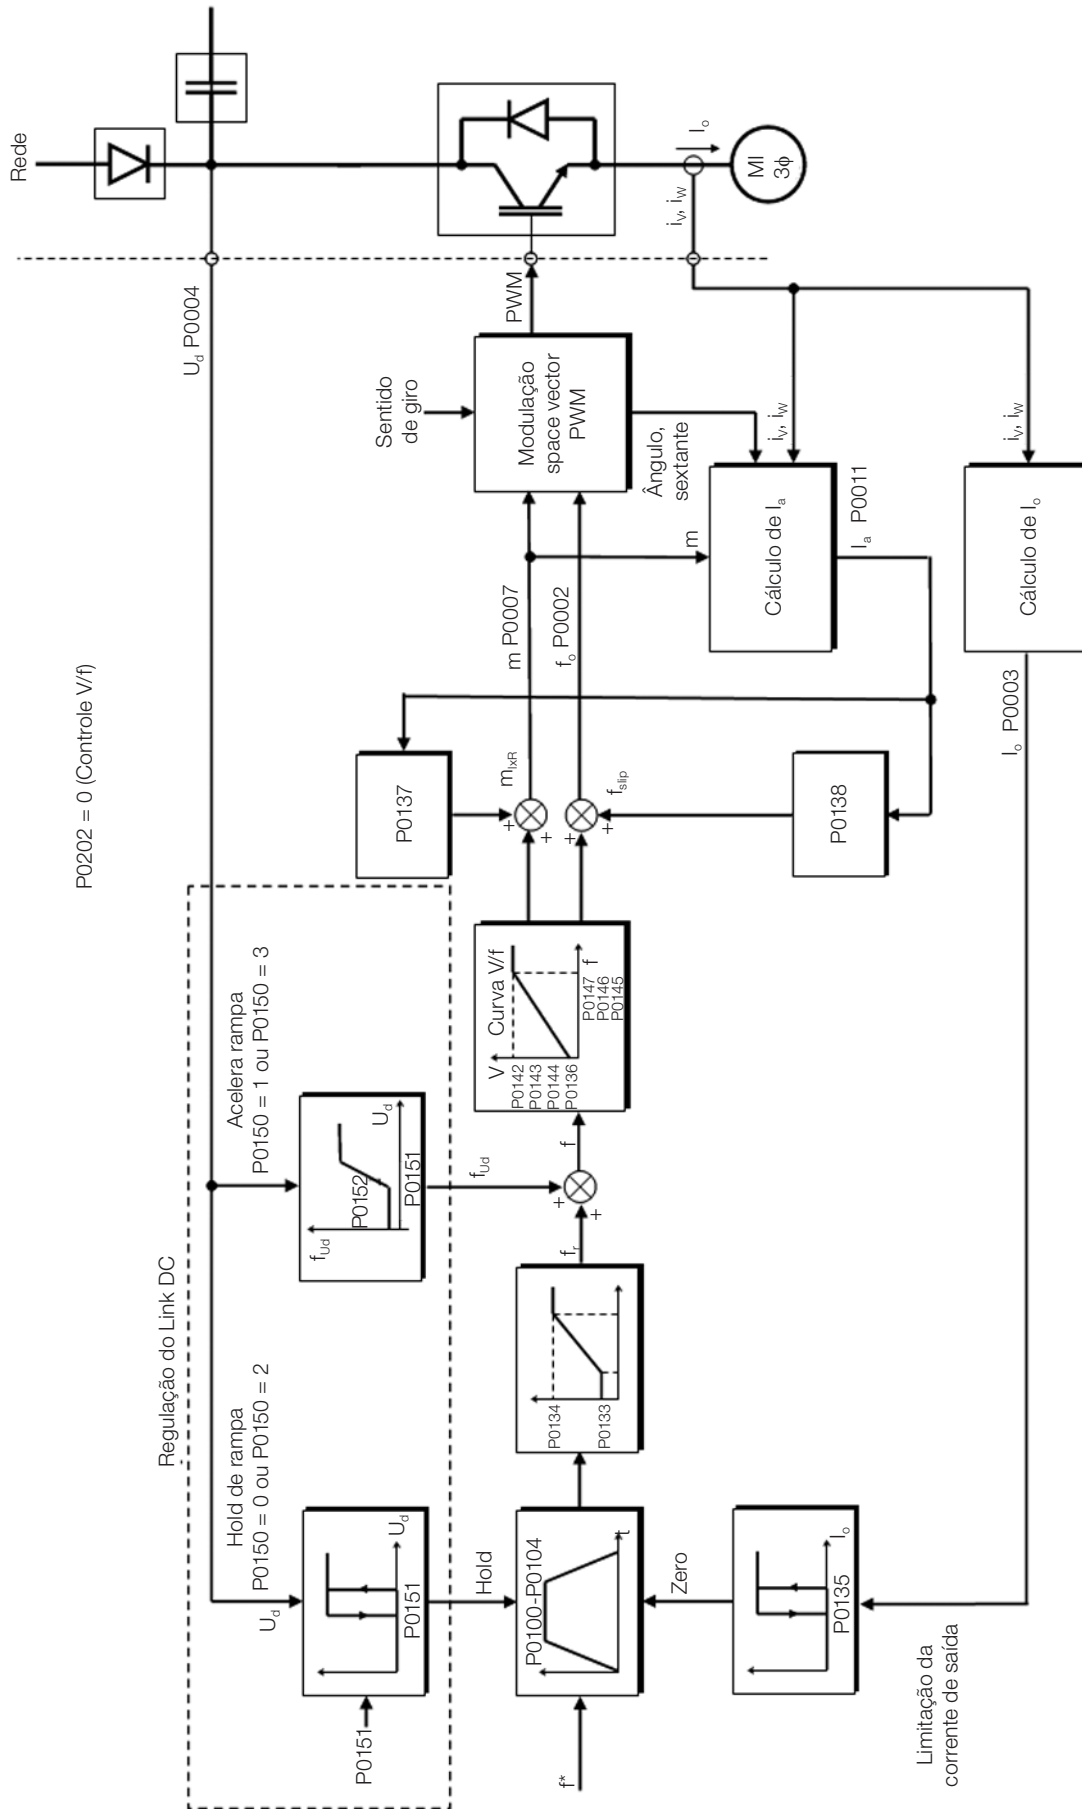 P0202 = 0 (Controle V/f)
Regulação do Link DC
Hold de rampa
P0150 = 0 ou P0150 = 2
Acelera rampa
P0150 = 1 ou P0150 = 3
U_d P0004
Rede
U_d
P0151
U_d
P0151
Hold
f_Ud
P0152
U_d
P0151
f_Ud
P0137
m_IxR
Sentido
de giro
PWM
I_o
MI
3ϕ
i_v, i_w
f*
P0100-P0104
t
P0134
P0133
f_r
+
+
f
V
Curva V/f
P0142
P0143
P0144
P0136
f
P0147
P0146
P0145
+
+
+
+
m P0007
f_o P0002
f_slip
Modulação
space vector
PWM
Ângulo,
sextante
m
i_v, i_w
Zero
I_o
P0135
Limitação da
corrente de saída
P0138
Cálculo de I_a
I_a P0011
i_v, i_w
Cálculo de I_o
I_o P0003